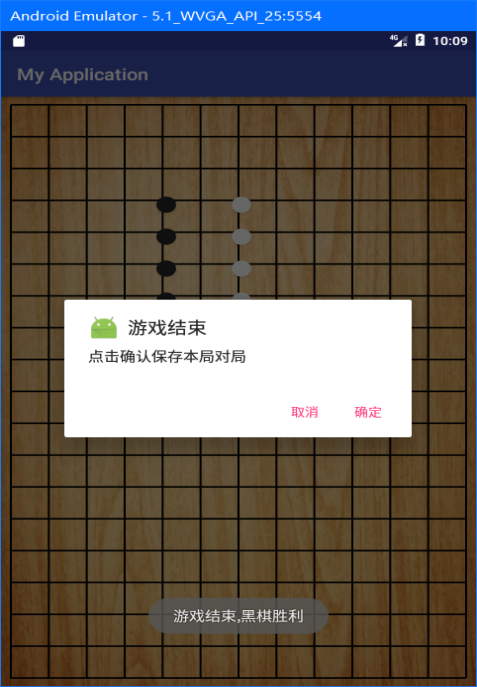 Android Emulator - 5.1_WVGA_API_25:5554
4G 10:09
My Application
游戏结束
点击确认保存本局对局
取消 确定
游戏结束,黑棋胜利